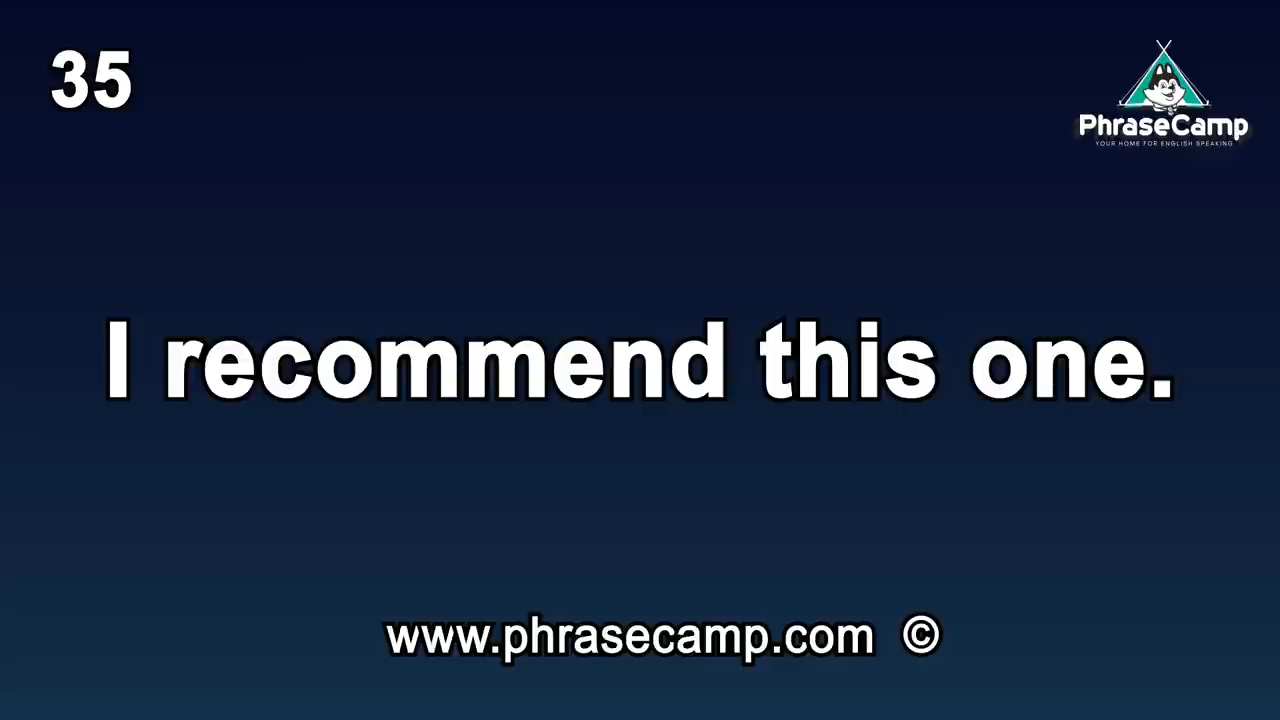 35
PhraseCamp
YOUR HOME FOR ENGLISH SPEAKING
I recommend this one.
www.phrasecamp.com ©